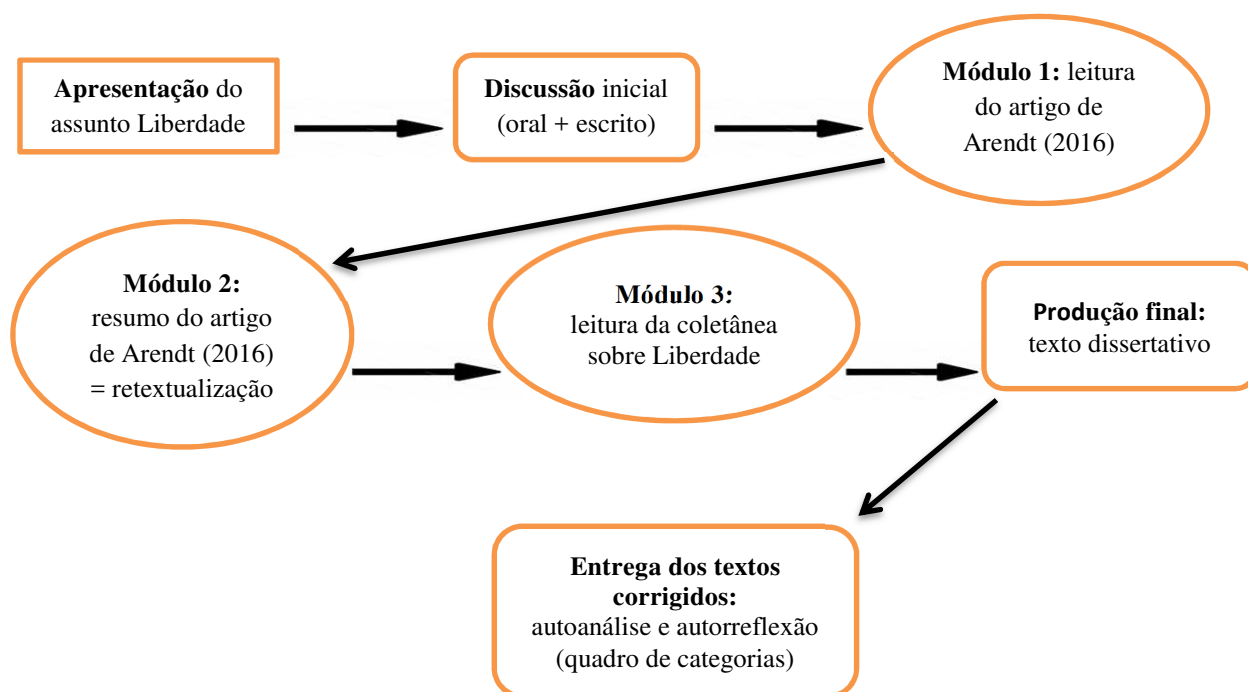 Apresentação do
assunto Liberdade
Discussão inicial
(oral + escrito)
Módulo 1: leitura
do artigo de
Arendt (2016)
Módulo 2:
resumo do artigo
de Arendt (2016)
= retextualização
Módulo 3:
leitura da coletânea
sobre Liberdade
Produção final:
texto dissertativo
Entrega dos textos
corrigidos:
autoanálise e autorreflexão
(quadro de categorias)